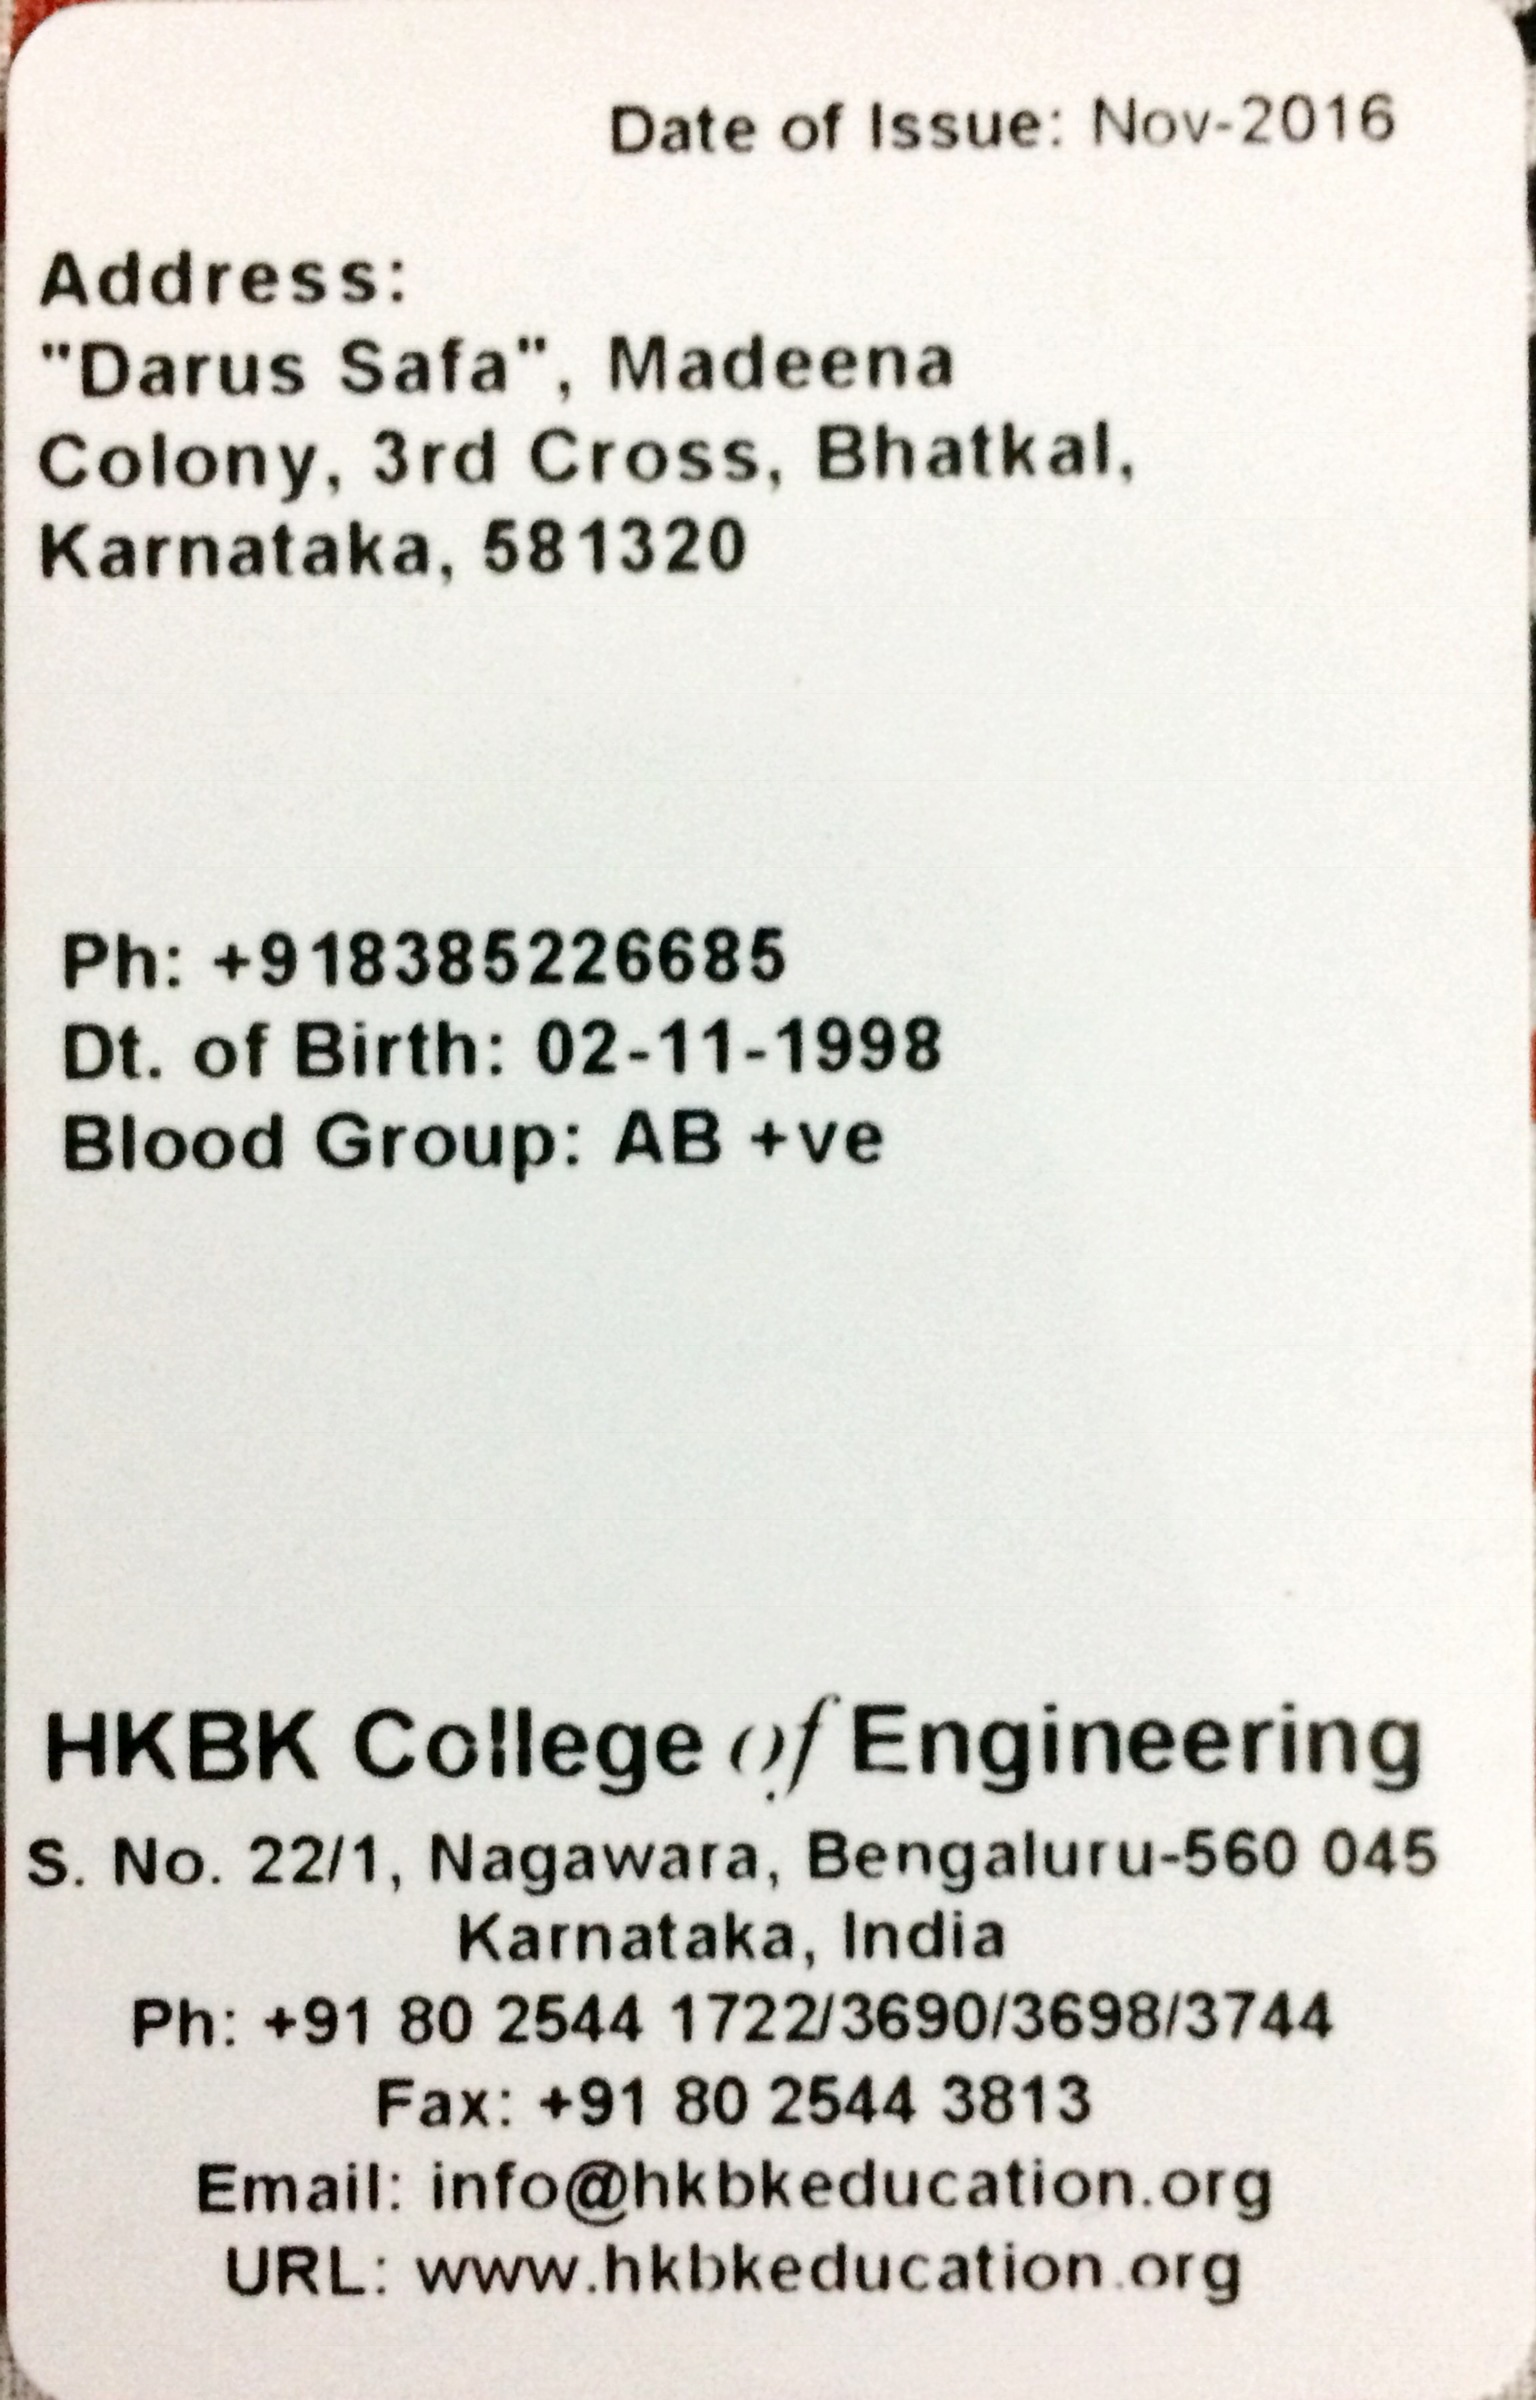 Date of Issue: Nov-2016
Address:
"Darus Safa", Madeena
Colony, 3rd Cross, Bhatkal,
Karnataka, 581320
Ph: +918385226685
Dt. of Birth: 02-11-1998
Blood Group: AB +ve
HKBK College of Engineering
S. No. 22/1, Nagawara, Bengaluru-560 045
Karnataka, India
Ph: +91 80 2544 1722/3690/3698/3744
Fax: +91 80 2544 3813
Email: info@hkbkeducation.org
URL: www.hkbkeducation.org